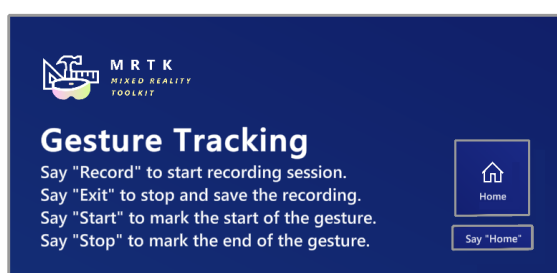 MRTK
MIXED REALITY
TOOLKIT
Gesture Tracking
Say "Record" to start recording session.
Say "Exit" to stop and save the recording.
Say "Start" to mark the start of the gesture.
Say "Stop" to mark the end of the gesture.
Home
Say "Home"